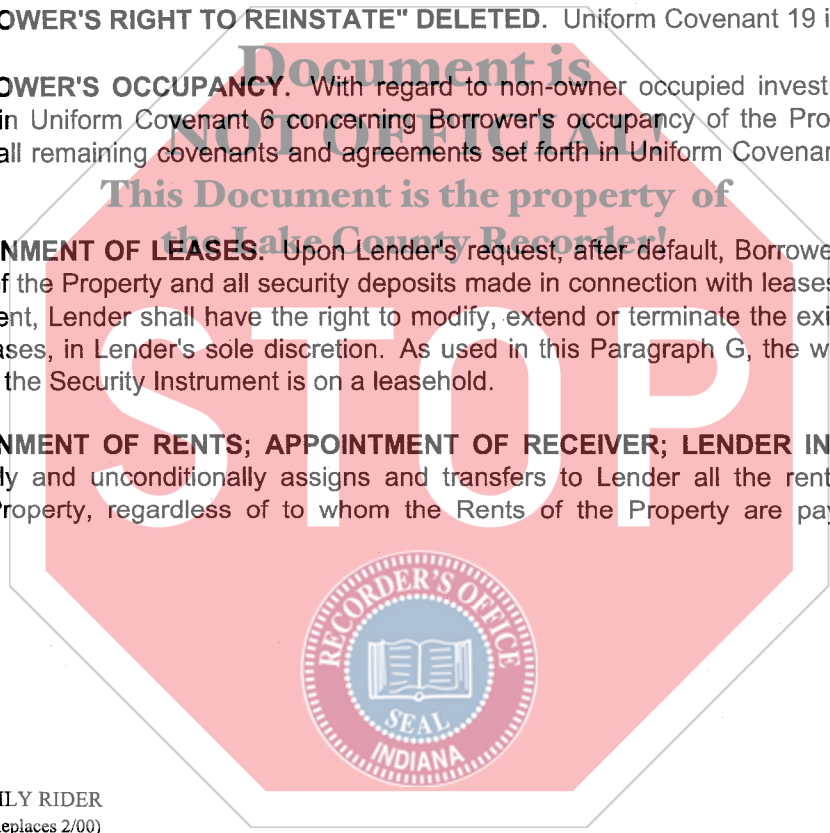 OWER'S RIGHT TO REINSTATE" DELETED. Uniform Covenant 19 i
Document is
OWER'S OCCUPANCY. With regard to non-owner occupied invest
in Uniform Covenant 6 concerning Borrower's occupancy of the Pro
NOT OFFICIAL!
all remaining covenants and agreements set forth in Uniform Covenan
This Document is the property of
the Lake County Recorder!
NMENT OF LEASES. Upon Lender's request, after default, Borrowe
f the Property and all security deposits made in connection with leases
ent, Lender shall have the right to modify, extend or terminate the exi
ases, in Lender's sole discretion. As used in this Paragraph G, the w
the Security Instrument is on a leasehold.
STOP
NMENT OF RENTS; APPOINTMENT OF RECEIVER; LENDER IN
ly and unconditionally assigns and transfers to Lender all the rent
Property, regardless of to whom the Rents of the Property are pay
RECORDER'S OFFICE
SEAL
INDIANA
ILY RIDER
eplaces 2/00)